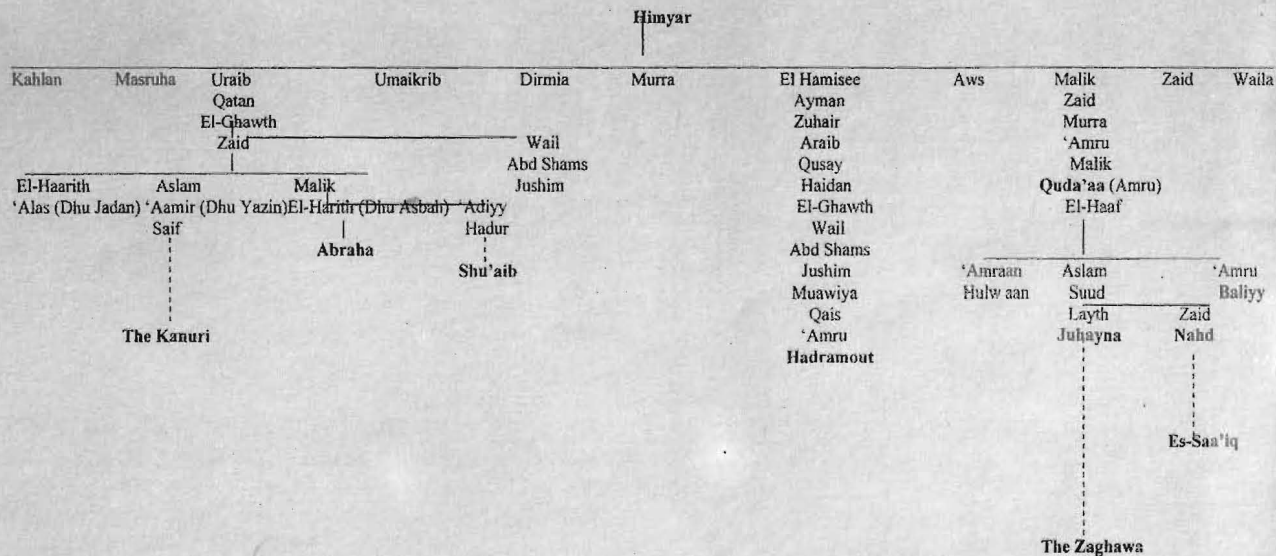 Himyar
Kahlan Masruha Uraib Umaikrib Dirmia Murra El Hamisee Aws Malik Zaid Waila
Qatan Ayman Zaid
El-Ghawth Zuhair Murra
Zaid Wail Araib ‘Amru
Abd Shams Qusay Malik
El-Haarith Aslam Malik Jushim Haidan Quda’aa (Amru)
‘Alas (Dhu Jadan) ‘Aamir (Dhu Yazin)El-Harith (Dhu Asbah) ‘Adiyy El-Ghawth El-Haaf
Saif Hadur Wail
Abraha Abd Shams
Shu’aib Jushim ‘Amraan Aslam ‘Amru
Muawiya Hulwaan Suud Baliyy
Qais Layth Zaid
The Kanuri ‘Amru Juhayna Nahd
Hadramout
Es-Saa’iq
The Zaghawa